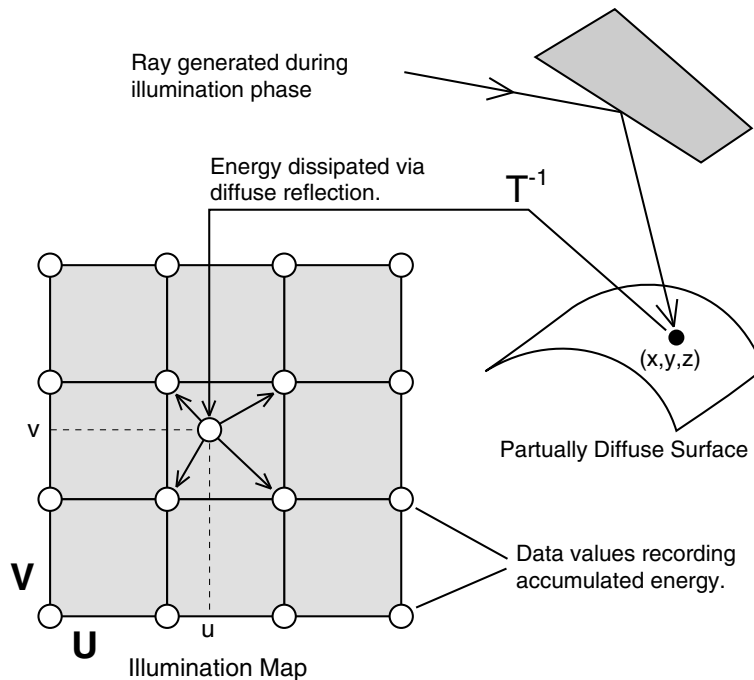 Ray generated during
illumination phase
Energy dissipated via
diffuse reflection.
T-1
(x,y,z)
v
Partually Diffuse Surface
Data values recording
accumulated energy.
V
u
U
Illumination Map